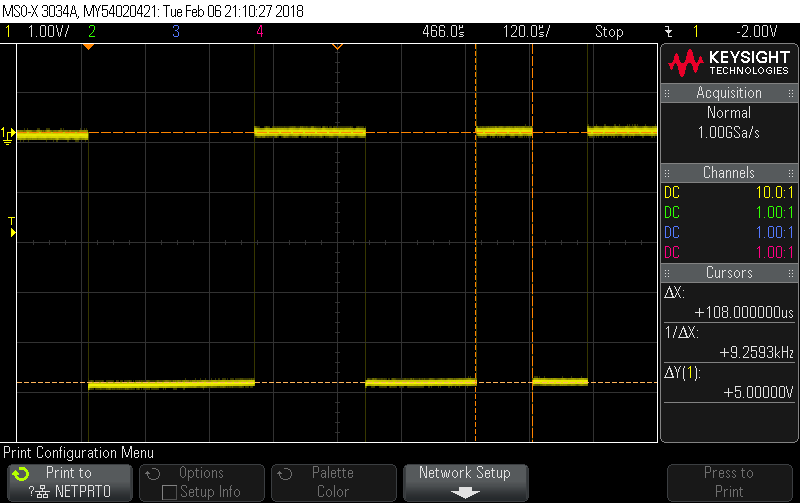 MSO-X 3034A, MY54020421: Tue Feb 06 21:10:27 2018
1 1.00V/ 2 3 4 466.0s 120.0s/ Stop 1 -2.00V
KEYSIGHT
TECHNOLOGIES
Acquisition
Normal
1.00GSa/s
Channels
DC 10.0:1
DC 1.00:1
DC 1.00:1
DC 1.00:1
Cursors
ΔX:
+108.000000us
1/ΔX:
+9.2593kHz
ΔY(1):
+5.00000V
1
T
Print Configuration Menu
Print to
? NETPRT0
Options
Setup Info
Palette
Color
Network Setup
Press to
Print